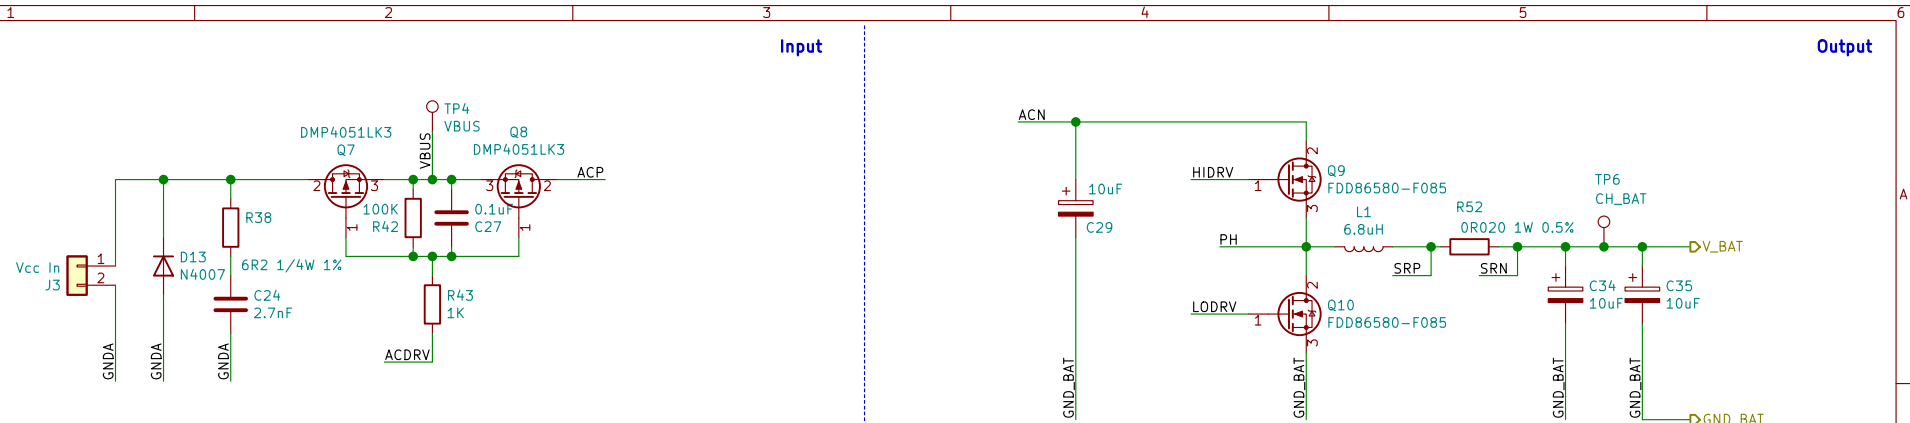 1
2
3
4
5
6
Input
Output
A
TP4
VBUS
VBUS
DMP4051LK3
Q7
Q8
DMP4051LK3
2
3
1
3
2
1
ACP
100K
R42
0.1uF
C27
R38
6R2 1/4W 1%
D13
N4007
Vcc In
J3
1
2
C24
2.7nF
R43
1K
ACDRV
GNDA
GNDA
GNDA
ACN
10uF
C29
HIDRV
1
2
3
Q9
FDD86580-F085
PH
L1
6.8uH
R52
0R020 1W 0.5%
SRP
SRN
TP6
CH_BAT
V_BAT
LODRV
1
2
3
Q10
FDD86580-F085
C34
10uF
C35
10uF
GND_BAT
GND_BAT
GND_BAT
GND_BAT
GND_BAT